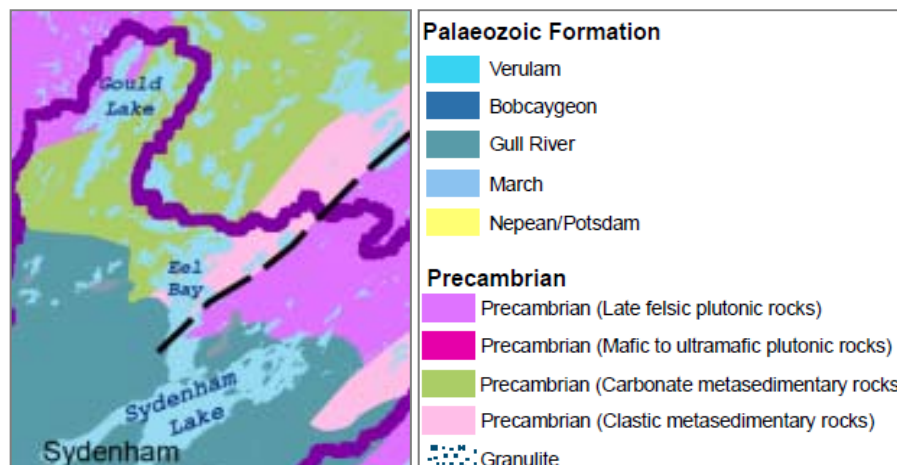 Gould
Lake
Eel
Bay
Sydenham
Lake
Sydenham
Palaeozoic Formation
Verulam
Bobcaygeon
Gull River
March
Nepean/Potsdam
Precambrian
Precambrian (Late felsic plutonic rocks)
Precambrian (Mafic to ultramafic plutonic rocks)
Precambrian (Carbonate metasedimentary rocks
Precambrian (Clastic metasedimentary rocks)
Granulite